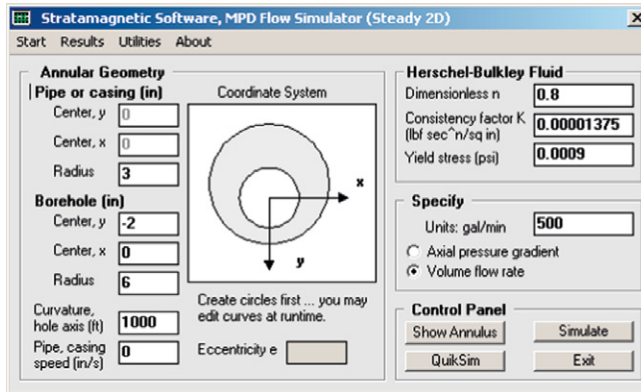 Stratamagnetic Software, MPD Flow Simulator (Steady 2D)
Start Results Utilities About
Annular Geometry
Pipe or casing (in)
Center, y 0
Center, x 0
Radius 3
Borehole (in)
Center, y -2
Center, x 0
Radius 6
Curvature,
hole axis (ft) 1000
Pipe, casing
speed (in/s) 0
Coordinate System
x
y
Create circles first ... you may
edit curves at runtime.
Eccentricity e
Herschel-Bulkley Fluid
Dimensionless n 0.8
Consistency factor K
(lbf sec^n/sq in) 0.00001375
Yield stress (psi) 0.0009
Specify
Units: gal/min 500
Axial pressure gradient
Volume flow rate
Control Panel
Show Annulus Simulate
QuikSim Exit